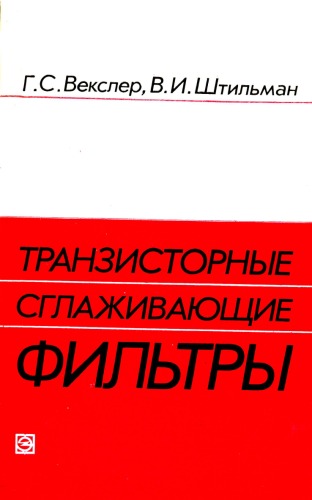 Г. С. Векслер, В. И. Штильман
ТРАНЗИСТОРНЫЕ
СГЛАЖИВАЮЩИЕ
ФИЛЬТРЫ